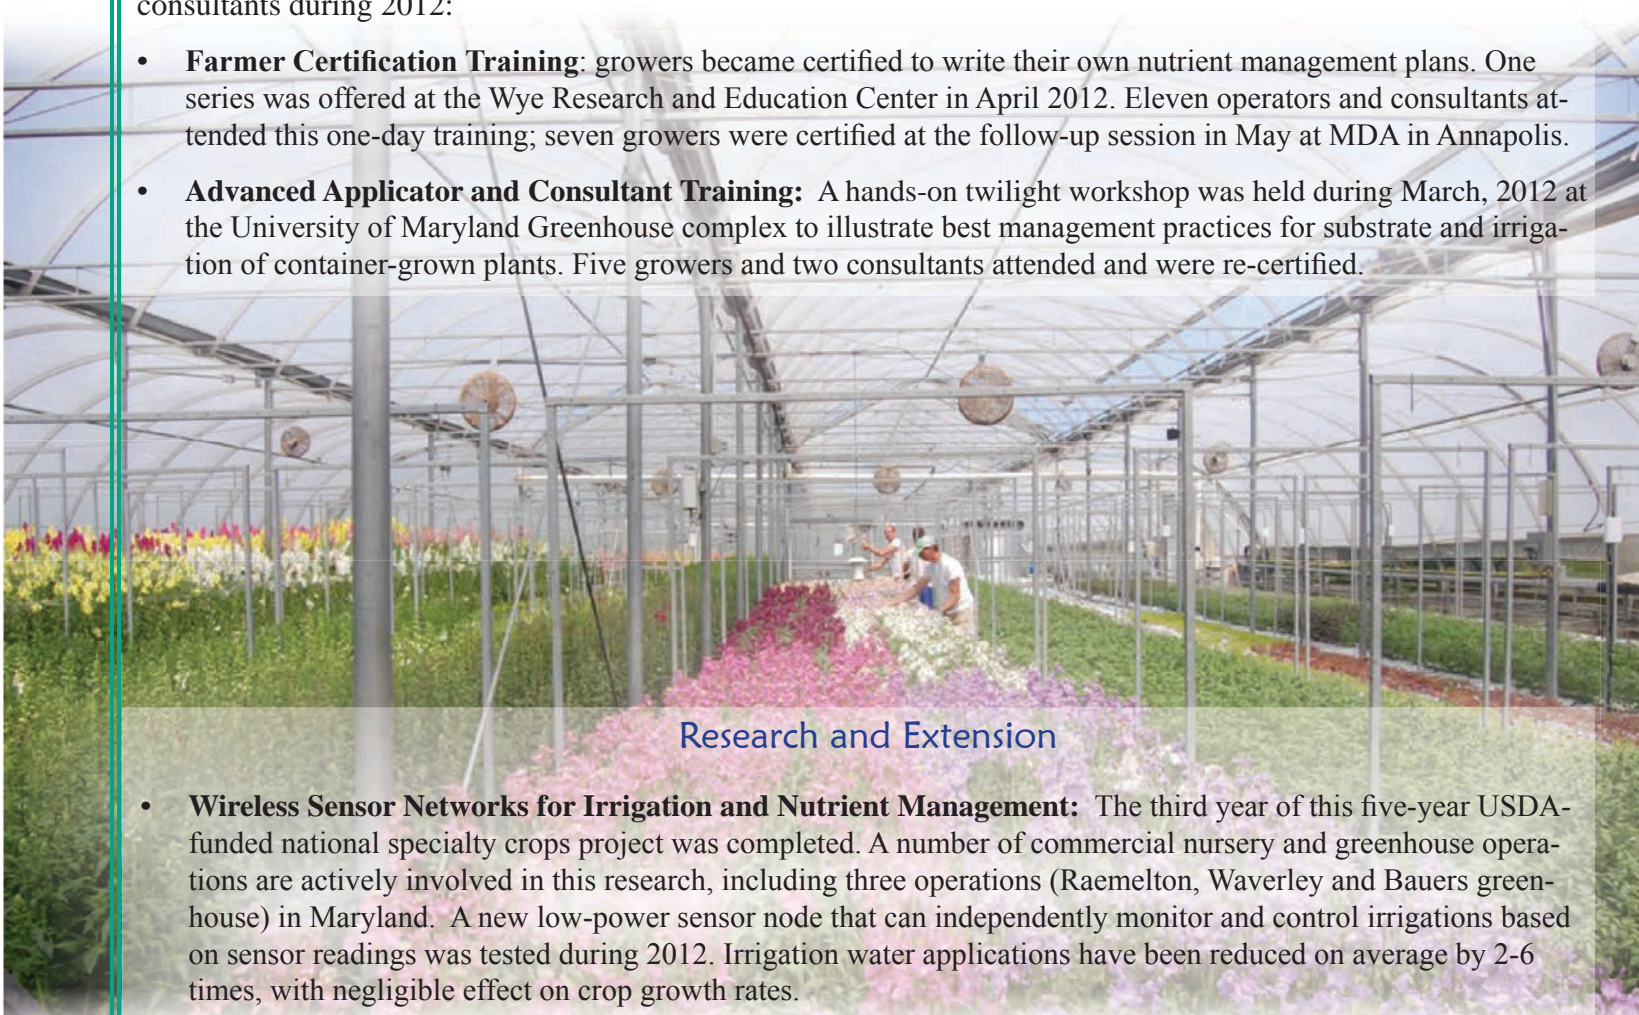 consultants during 2012:
• Farmer Certification Training: growers became certified to write their own nutrient management plans. One
series was offered at the Wye Research and Education Center in April 2012. Eleven operators and consultants at-
tended this one-day training; seven growers were certified at the follow-up session in May at MDA in Annapolis.
• Advanced Applicator and Consultant Training: A hands-on twilight workshop was held during March, 2012 at
the University of Maryland Greenhouse complex to illustrate best management practices for substrate and irriga-
tion of container-grown plants. Five growers and two consultants attended and were re-certified.
Research and Extension
• Wireless Sensor Networks for Irrigation and Nutrient Management: The third year of this five-year USDA-
funded national specialty crops project was completed. A number of commercial nursery and greenhouse opera-
tions are actively involved in this research, including three operations (Raemelton, Waverley and Bauers green-
house) in Maryland. A new low-power sensor node that can independently monitor and control irrigations based
on sensor readings was tested during 2012. Irrigation water applications have been reduced on average by 2-6
times, with negligible effect on crop growth rates.